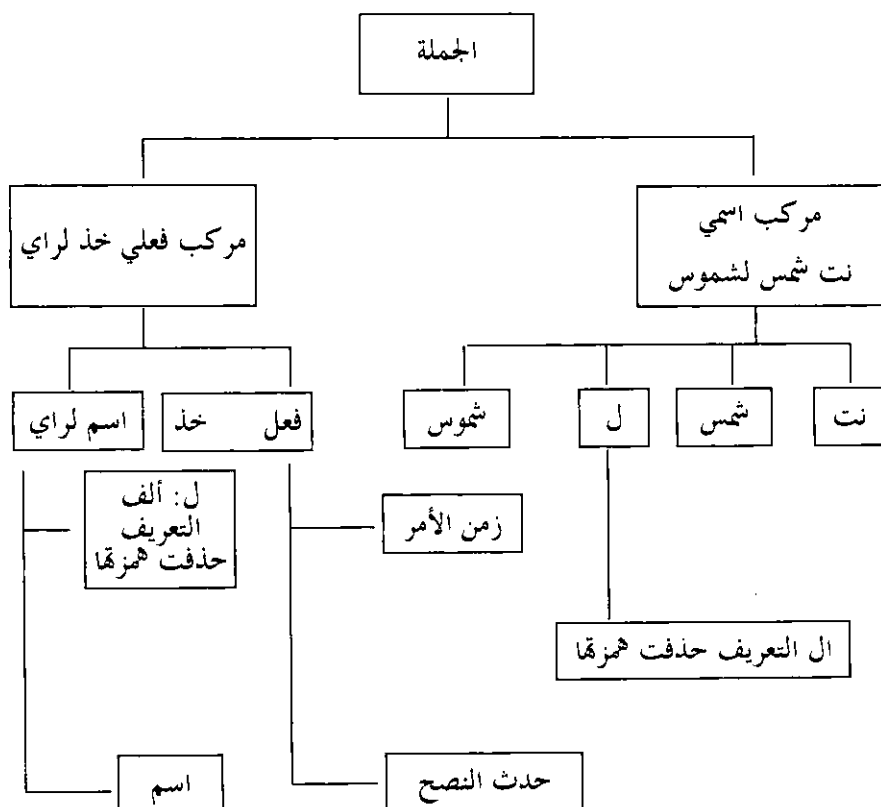 الجملة
مركب اسمي
نت شمس لشموس
مركب فعلي خذ لراي
نت
شمس
ل
شموس
فعل خذ
اسم لراي
ل: ألف
التعريف
حذفت همزتها
زمن الأمر
ال التعريف حذفت همزتها
حدث النصح
اسم